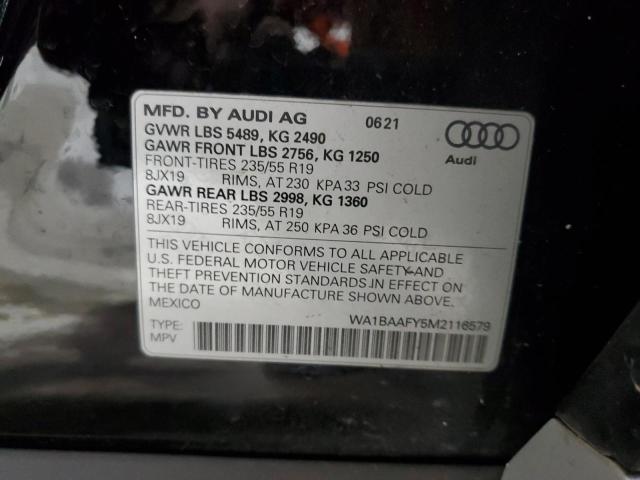 MFD. BY AUDI AG 0621
GVWR LBS 5489, KG 2490
GAWR FRONT LBS 2756, KG 1250
FRONT-TIRES 235/55 R19
8JX19 RIMS, AT 230 KPA 33 PSI COLD
GAWR REAR LBS 2998, KG 1360
REAR-TIRES 235/55 R19
8JX19 RIMS, AT 250 KPA 36 PSI COLD
Audi
THIS VEHICLE CONFORMS TO ALL APPLICABLE
U.S. FEDERAL MOTOR VEHICLE SAFETY AND
THEFT PREVENTION STANDARDS IN EFFECT ON
THE DATE OF MANUFACTURE SHOWN ABOVE.
MEXICO
WA1BAAFY5M2116579
TYPE:
MPV